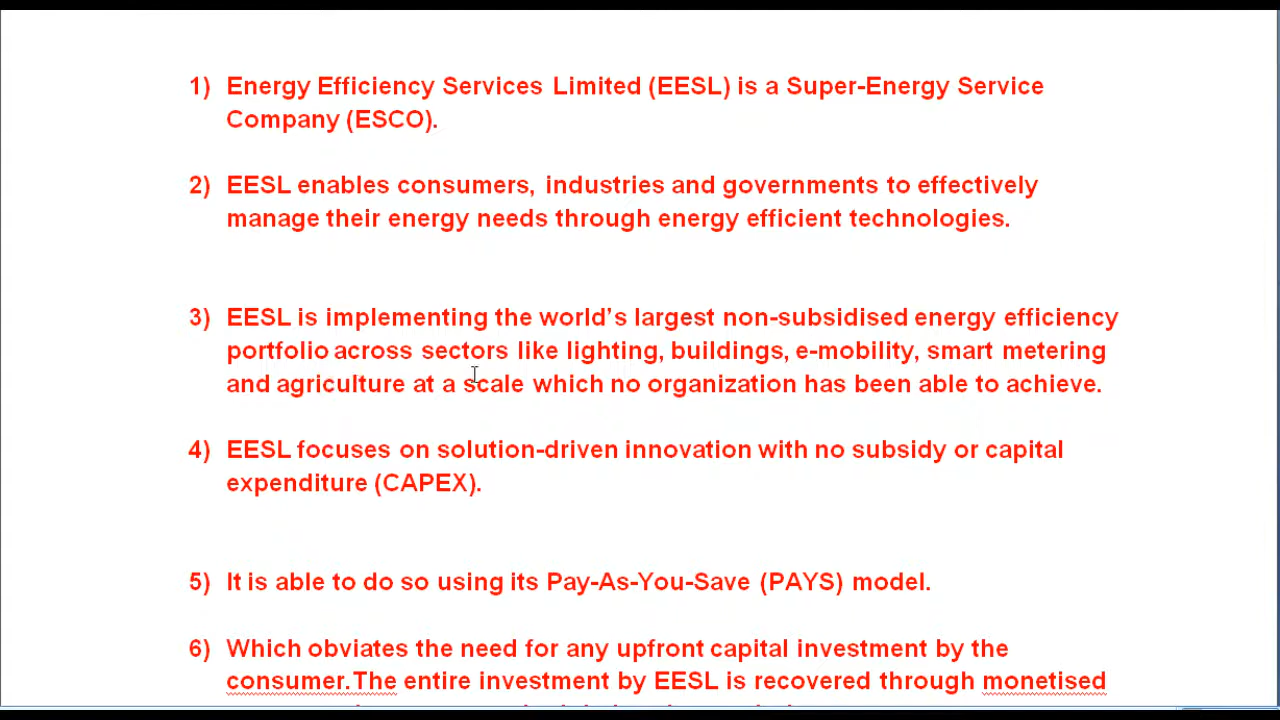 1) Energy Efficiency Services Limited (EESL) is a Super-Energy Service
Company (ESCO).
2) EESL enables consumers, industries and governments to effectively
manage their energy needs through energy efficient technologies.
3) EESL is implementing the world’s largest non-subsidised energy efficiency
portfolio across sectors like lighting, buildings, e-mobility, smart metering
and agriculture at a scale which no organization has been able to achieve.
4) EESL focuses on solution-driven innovation with no subsidy or capital
expenditure (CAPEX).
5) It is able to do so using its Pay-As-You-Save (PAYS) model.
6) Which obviates the need for any upfront capital investment by the
consumer.The entire investment by EESL is recovered through monetised